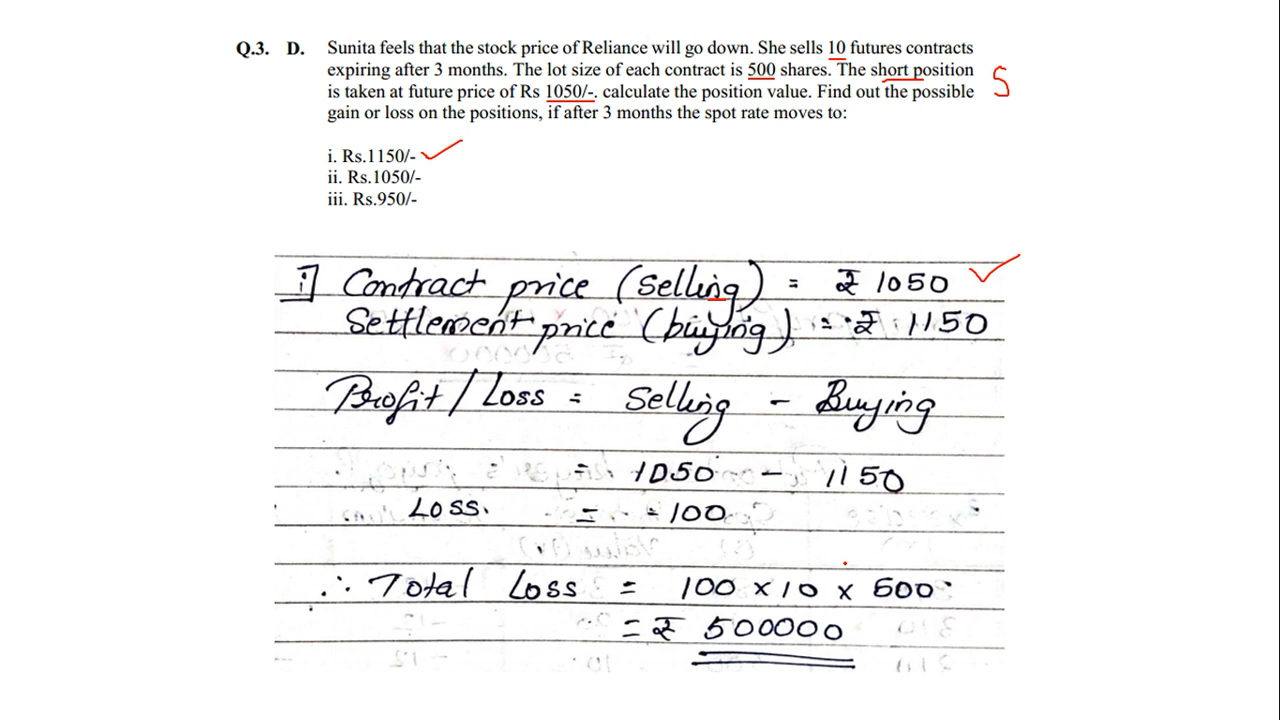 Q.3. D. Sunita feels that the stock price of Reliance will go down. She sells 10 futures contracts
expiring after 3 months. The lot size of each contract is 500 shares. The short position
is taken at future price of Rs 1050/-. calculate the position value. Find out the possible
gain or loss on the positions, if after 3 months the spot rate moves to:
S
i. Rs.1150/-
ii. Rs.1050/-
iii. Rs.950/-
i] Contract price (selling) = ₹ 1050
Settlement price (buying) = ₹ 1150
Profit / Loss = Selling - Buying
= 1050 - 1150
Loss. = - 100
∴ Total Loss = 100 x 10 x 500
= ₹ 500000